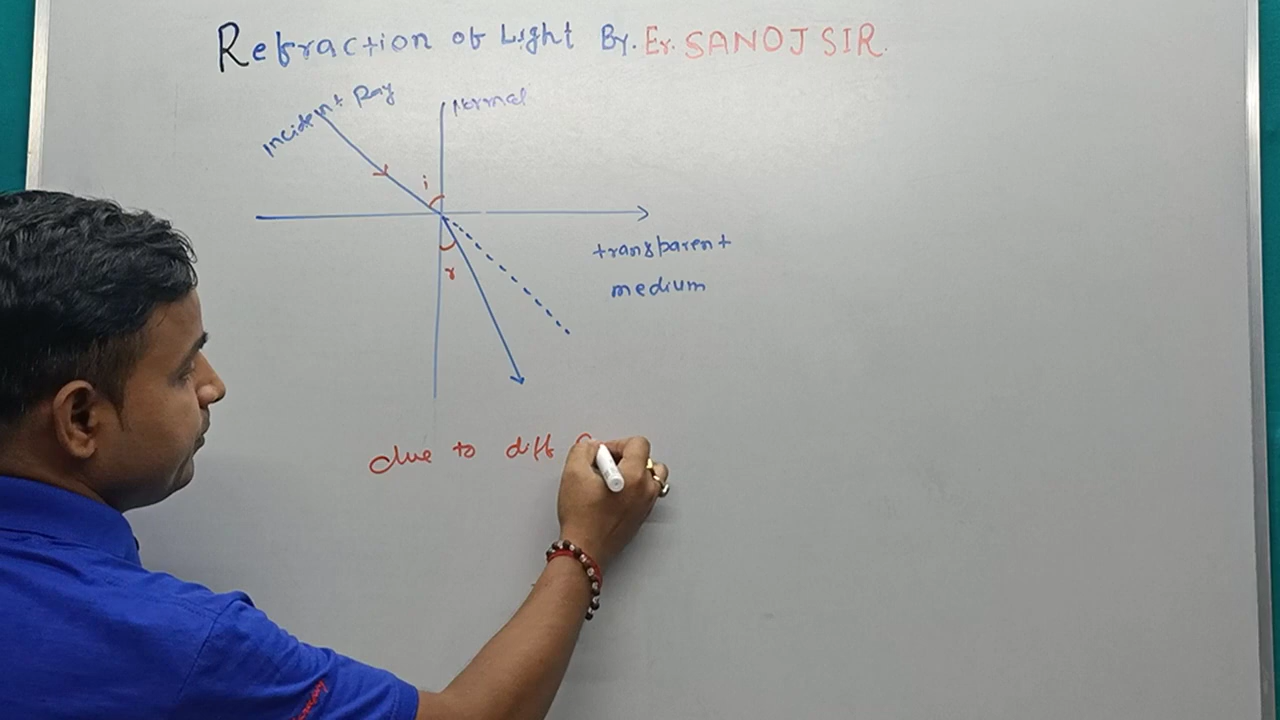 Refraction of Light By. Er. SANOJ SIR.
Incident Ray
normal
i
transparent
medium
r
due to diff